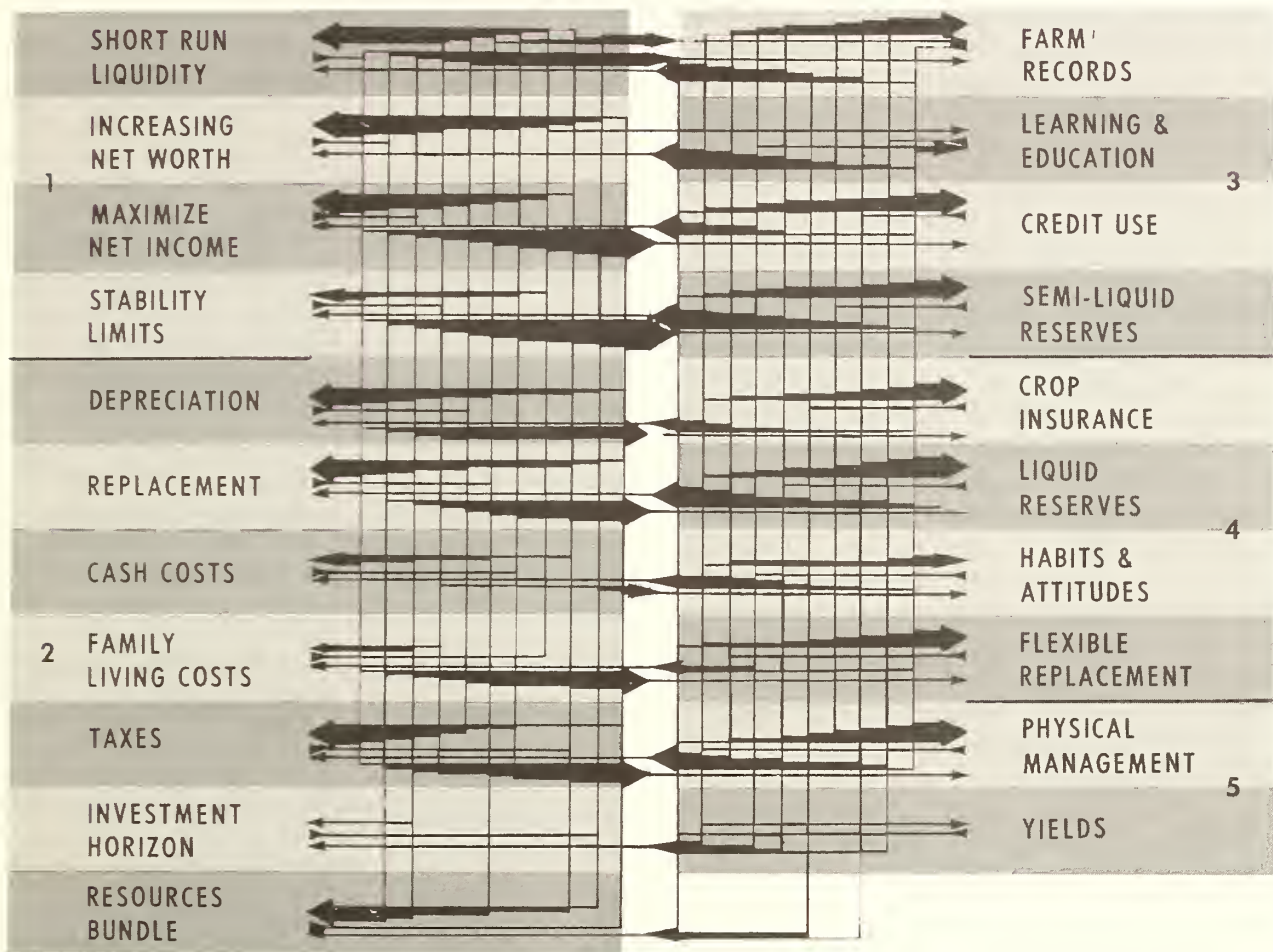 SHORT RUN
LIQUIDITY
INCREASING
NET WORTH
1
MAXIMIZE
NET INCOME
STABILITY
LIMITS
DEPRECIATION
REPLACEMENT
CASH COSTS
2
FAMILY
LIVING COSTS
TAXES
INVESTMENT
HORIZON
RESOURCES
BUNDLE
FARM'
RECORDS
LEARNING &
EDUCATION
3
CREDIT USE
SEMI-LIQUID
RESERVES
CROP
INSURANCE
LIQUID
RESERVES
4
HABITS &
ATTITUDES
FLEXIBLE
REPLACEMENT
PHYSICAL
MANAGEMENT
5
YIELDS